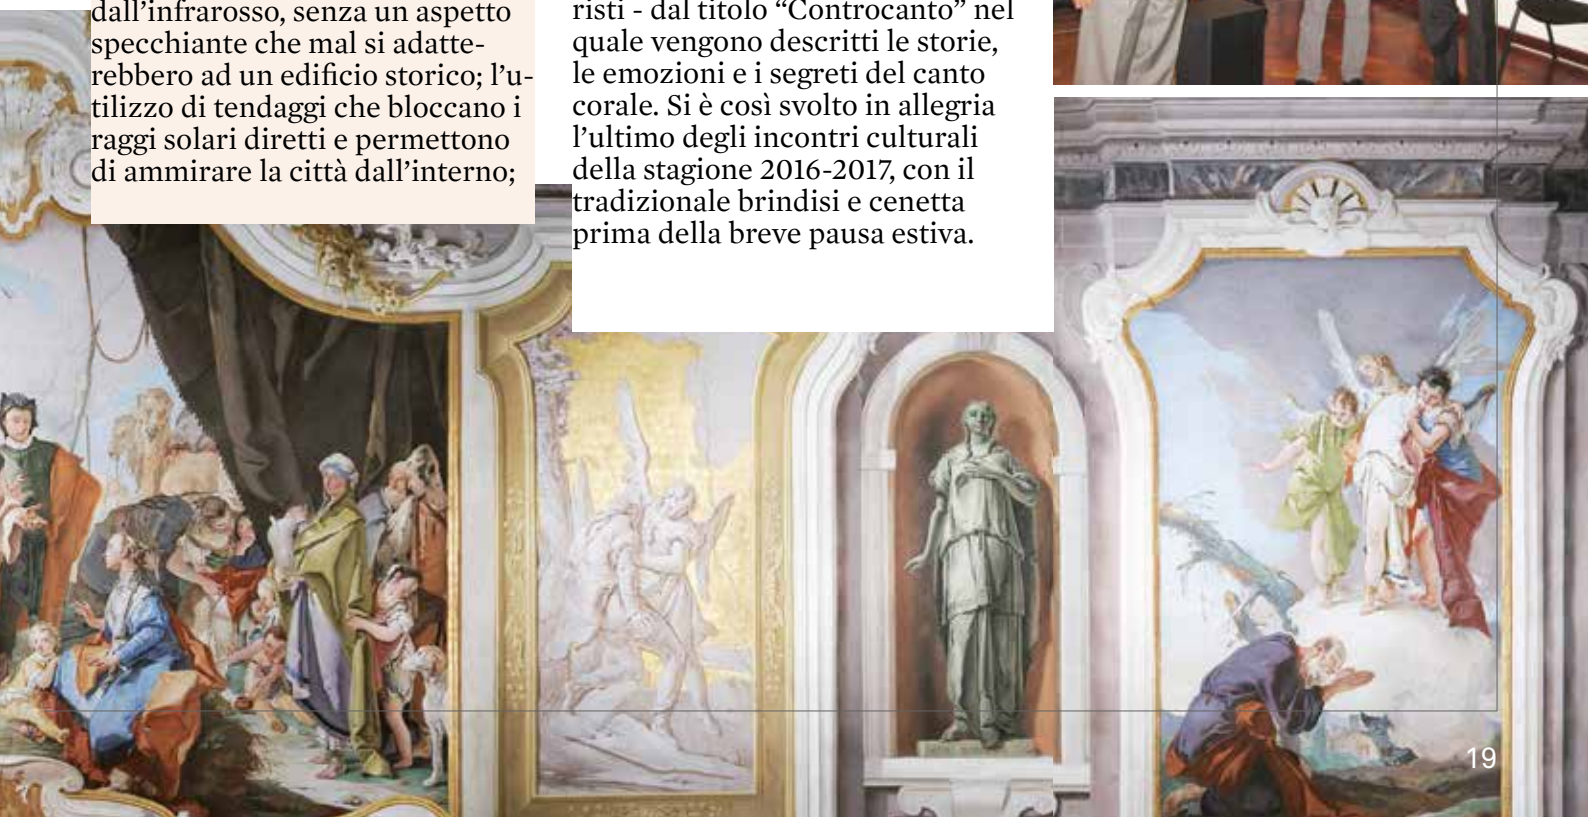 dall’infrarosso, senza un aspetto
specchiante che mal si adatte-
rebbero ad un edificio storico; l’u-
tilizzo di tendaggi che bloccano i
raggi solari diretti e permettono
di ammirare la città dall’interno;
risti - dal titolo “Controcanto” nel
quale vengono descritti le storie,
le emozioni e i segreti del canto
corale. Si è così svolto in allegria
l’ultimo degli incontri culturali
della stagione 2016-2017, con il
tradizionale brindisi e cenetta
prima della breve pausa estiva.
19